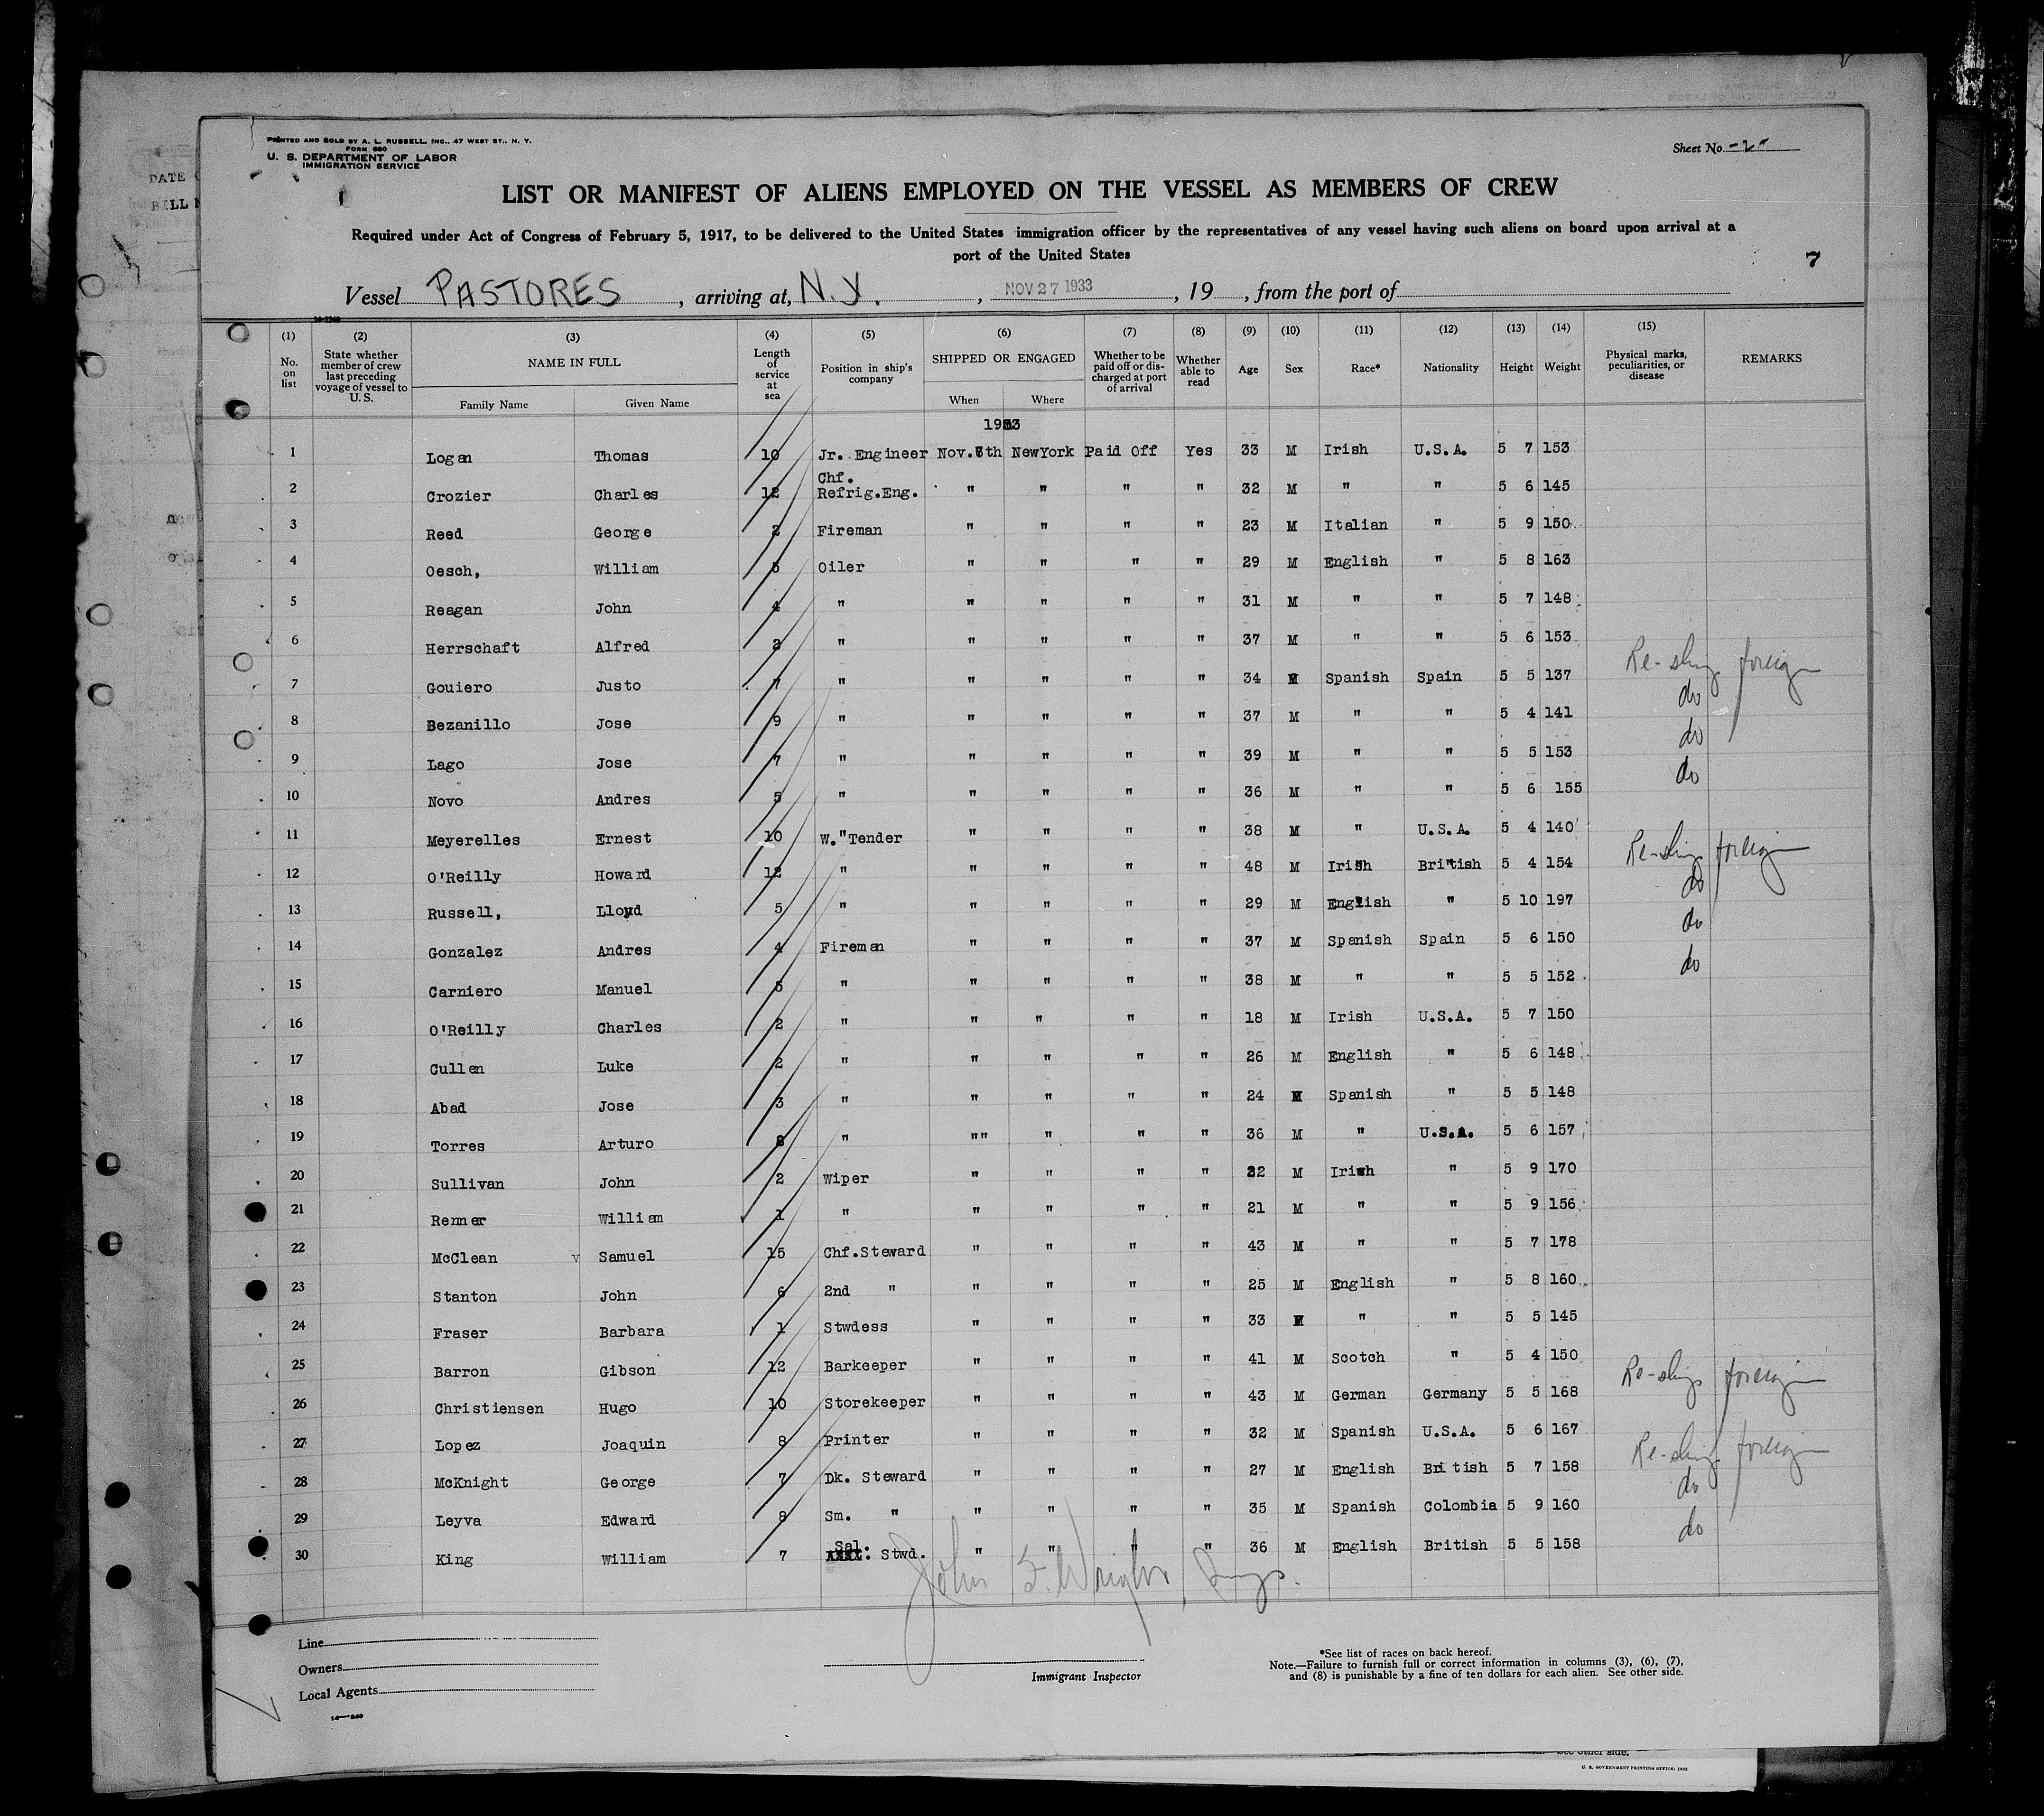 PRINTED AND SOLD BY A. L. RUSSELL, INC., 47 WEST ST., N. Y.
FORM 680
U. S. DEPARTMENT OF LABOR
IMMIGRATION SERVICE
Sheet No. -2-
DATE
LIST OR MANIFEST OF ALIENS EMPLOYED ON THE VESSEL AS MEMBERS OF CREW
Required under Act of Congress of February 5, 1917, to be delivered to the United States immigration officer by the representatives of any vessel having such aliens on board upon arrival at a
port of the United States
7
Vessel PASTORES, arriving at, N.Y., NOV 27 1933, 19 , from the port of
(1) (2) (3) (4) (5) (6) (7) (8) (9) (10) (11) (12) (13) (14) (15)
No. on list State whether member of crew last preceding voyage of vessel to U. S. NAME IN FULL Family Name Given Name Length of service at sea Position in ship's company SHIPPED OR ENGAGED When Where Whether to be paid off or discharged at port of arrival Whether able to read Age Sex Race* Nationality Height Weight Physical marks, peculiarities, or disease REMARKS
1933
1 Logan Thomas 10 Jr. Engineer Nov.8th NewYork Paid Off Yes 33 M Irish U.S.A. 5 7 153
2 Crozier Charles 12 Chf. Refrig.Eng. " " " " 32 M " " 5 6 145
3 Reed George 2 Fireman " " " " 23 M Italian " 5 9 150
4 Oesch, William 5 Oiler " " " " 29 M English " 5 8 163
5 Reagan John 4 " " " " " 31 M " " 5 7 148
6 Herrschaft Alfred 2 " " " " " 37 M " " 5 6 153
7 Gouiero Justo 7 " " " " " 34 M Spanish Spain 5 5 137 Re-shipg foreign
8 Bezanillo Jose 9 " " " " " 37 M " " 5 4 141 do
9 Lago Jose 7 " " " " " 39 M " " 5 5 153 do
10 Novo Andres 5 " " " " " 36 M " " 5 6 155 do
11 Meyerelles Ernest 10 W."Tender " " " " 38 M " U.S.A. 5 4 140
12 O'Reilly Howard 12 " " " " " 48 M Irish British 5 4 154 Re-shipg foreign
13 Russell, Lloyd 5 " " " " " 29 M English " 5 10 197 do
14 Gonzalez Andres 4 Fireman " " " " 37 M Spanish Spain 5 6 150 do
15 Carniero Manuel 5 " " " " " 38 M " " 5 5 152 do
16 O'Reilly Charles 2 " " " " " 18 M Irish U.S.A. 5 7 150
17 Cullen Luke 2 " " " " " 26 M English " 5 6 148
18 Abad Jose 3 " " " " " 24 M Spanish " 5 5 148
19 Torres Arturo " "" " " " 36 M " U.S.A. 5 6 157
20 Sullivan John 2 Wiper " " " " 22 M Irish " 5 9 170
21 Renner William 1 " " " " " 21 M " " 5 9 156
22 McClean v Samuel 15 Chf.Steward " " " " 43 M " " 5 7 178
23 Stanton John 6 2nd " " " " " 25 M English " 5 8 160
24 Fraser Barbara 1 Stwdess " " " " 33 F " " 5 5 145
25 Barron Gibson 12 Barkeeper " " " " 41 M Scotch " 5 4 150
26 Christiensen Hugo 10 Storekeeper " " " " 43 M German Germany 5 5 168 Re-shipg foreign
27 Lopez Joaquin 8 Printer " " " " 32 M Spanish U.S.A. 5 6 167
28 McKnight George 7 Dk. Steward " " " " 27 M English British 5 7 158 Re-shipg foreign
29 Leyva Edward 8 Sm. " " " " " 35 M Spanish Colombia 5 9 160 do
30 King William 7 Sal. Stwd. " " " " 36 M English British 5 5 158 do
John S. Wright
Line
Owners
Local Agents
Immigrant Inspector
*See list of races on back hereof.
Note.—Failure to furnish full or correct information in columns (3), (6), (7),
and (8) is punishable by a fine of ten dollars for each alien. See other side.
See other side.
U. S. GOVERNMENT PRINTING OFFICE: 1932